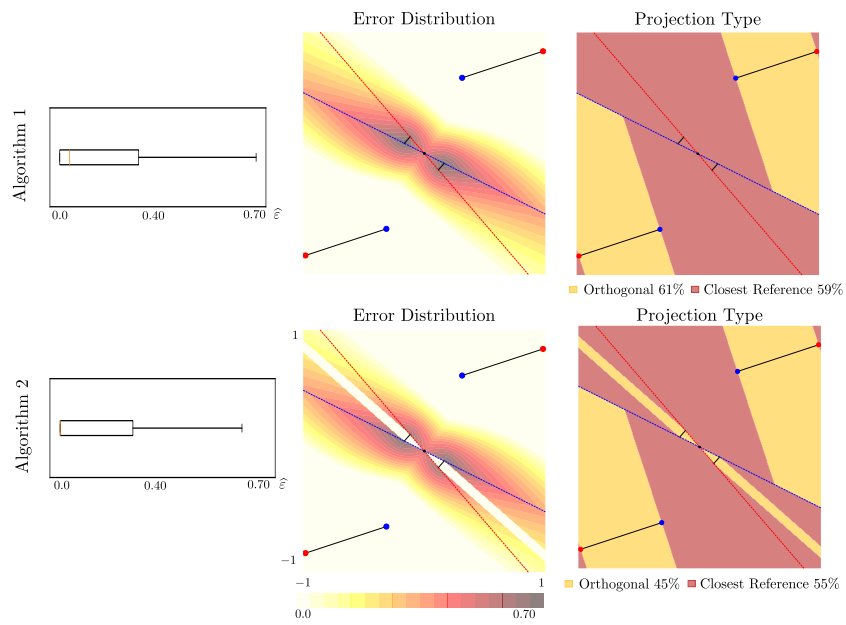 Error Distribution
Projection Type
Algorithm 1
0.0
0.40
0.70
Orthogonal 61%
Closest Reference 59%
Error Distribution
Projection Type
Algorithm 2
1
−1
−1
1
0.0
0.40
0.70
0.0
0.70
Orthogonal 45%
Closest Reference 55%